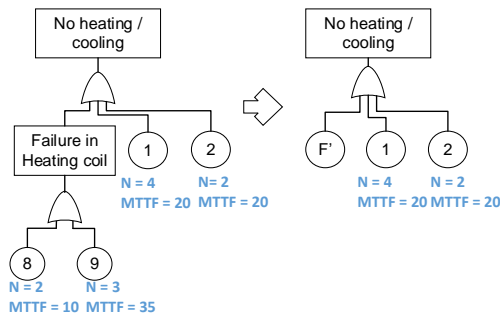 No heating /
cooling
Failure in
Heating coil
1
2
N = 4
MTTF = 20
N= 2
MTTF = 20
8
9
N = 2
MTTF = 10
N = 3
MTTF = 35
No heating /
cooling
F'
1
2
N = 4
MTTF = 20
N = 2
MTTF = 20